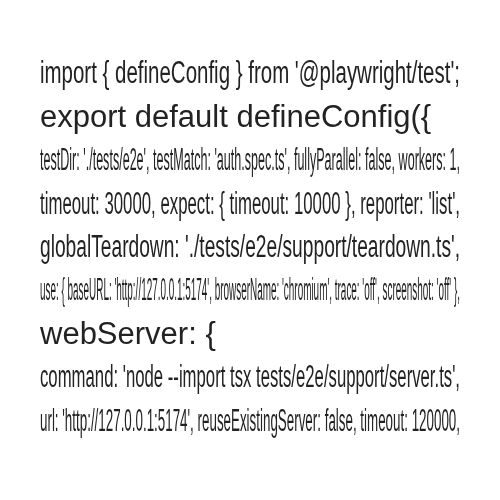 import { defineConfig } from '@playwright/test';
export default defineConfig({
testDir: './tests/e2e', testMatch: 'auth.spec.ts', fullyParallel: false, workers: 1,
timeout: 30000, expect: { timeout: 10000 }, reporter: 'list',
globalTeardown: './tests/e2e/support/teardown.ts',
use: { baseURL: 'http://127.0.0.1:5174', browserName: 'chromium', trace: 'off', screenshot: 'off' },
webServer: {
command: 'node --import tsx tests/e2e/support/server.ts',
url: 'http://127.0.0.1:5174', reuseExistingServer: false, timeout: 120000,